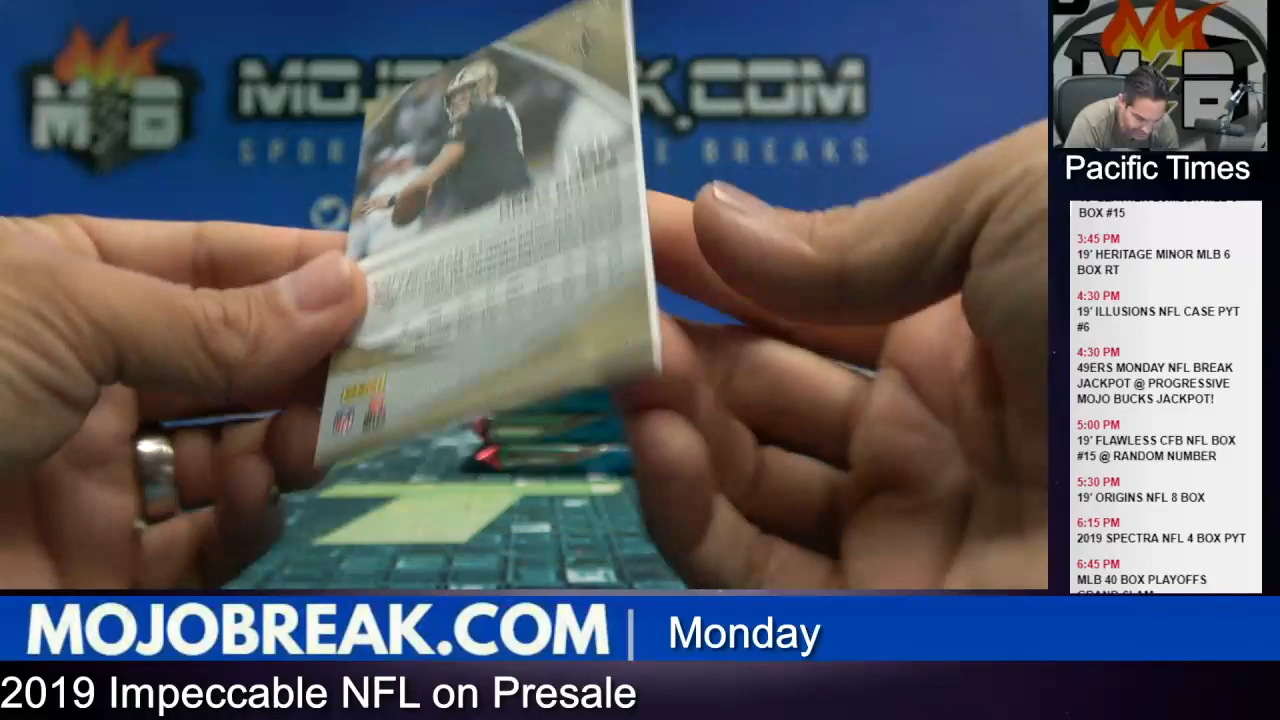 M B
MOJO K.COM
SPOR E BREAKS
M B
Pacific Times
BOX #15
3:45 PM
19' HERITAGE MINOR MLB 6
BOX RT
4:30 PM
19' ILLUSIONS NFL CASE PYT
#6
4:30 PM
49ERS MONDAY NFL BREAK
JACKPOT @ PROGRESSIVE
MOJO BUCKS JACKPOT!
5:00 PM
19' FLAWLESS CFB NFL BOX
#15 @ RANDOM NUMBER
5:30 PM
19' ORIGINS NFL 8 BOX
6:15 PM
2019 SPECTRA NFL 4 BOX PYT
6:45 PM
MLB 40 BOX PLAYOFFS
MOJOBREAK.COM | Monday
2019 Impeccable NFL on Presale